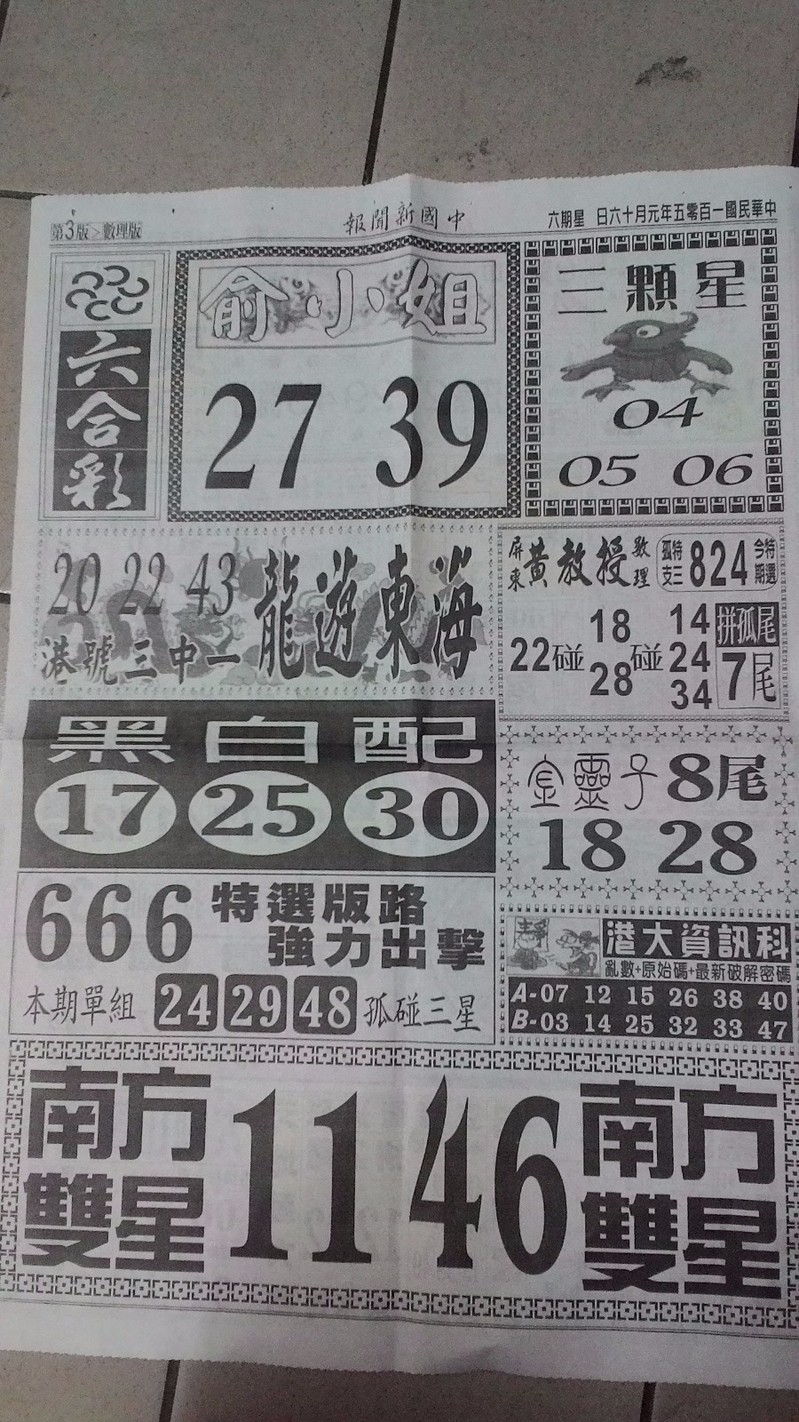 第3版>數理版
中國新聞報
中華民國一百零五年元月十六日 星期六
六合彩
俞小姐
27 39
三顆星
04
05 06
20 22 43
港號三中一
龍遊東海
屏東黃教授數理
孤支特三 824 今期特選
22碰 18 28 碰 14 24 34
拼孤尾
7尾
黑白配
17 25 30
靈子 8尾
18 28
666 特選版路
強力出擊
本期單組 24 29 48 孤碰三星
港大資訊科
亂數+原始碼+最新破解密碼
A-07 12 15 26 38 40
B-03 14 25 32 33 47
南方雙星
11 46
南方雙星